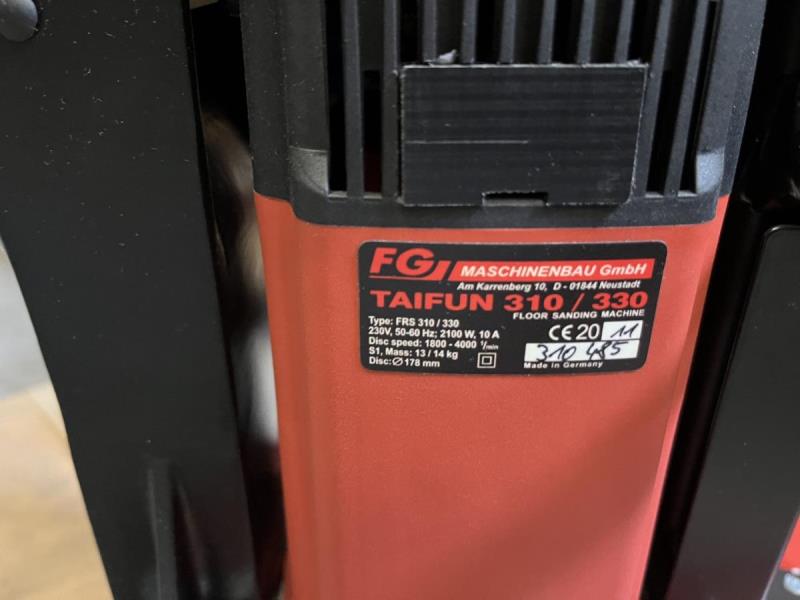 FG MASCHINENBAU GmbH
Am Karrenberg 10, D - 01844 Neustadt
TAIFUN 310 / 330
FLOOR SANDING MACHINE
Type: FRS 310 / 330
230V, 50-60 Hz; 2100 W, 10 A
Disc speed: 1800 - 4000 1/min
S1, Mass: 13 / 14 kg
Disc: Ø 178 mm
CE 20 11
310 485
Made in Germany